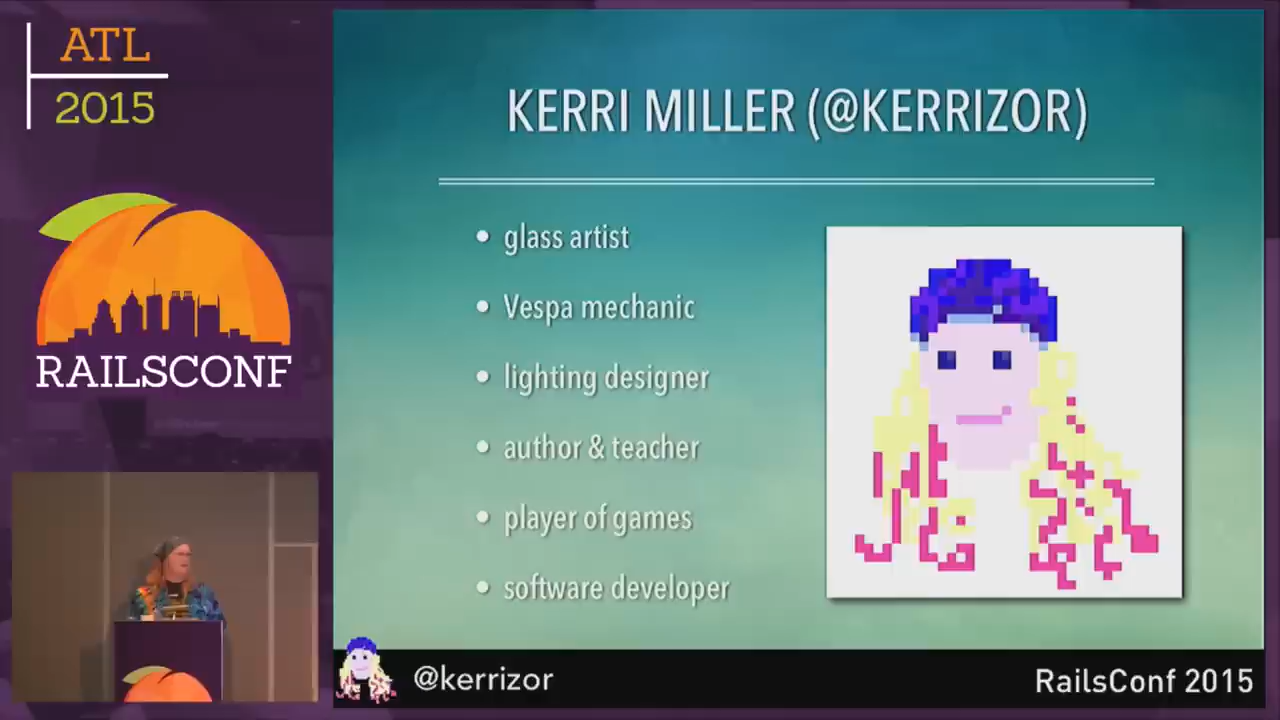 ATL
2015
RAILSCONF
KERRI MILLER (@KERRIZOR)
• glass artist
• Vespa mechanic
• lighting designer
• author & teacher
• player of games
• software developer
@kerrizor
RailsConf 2015